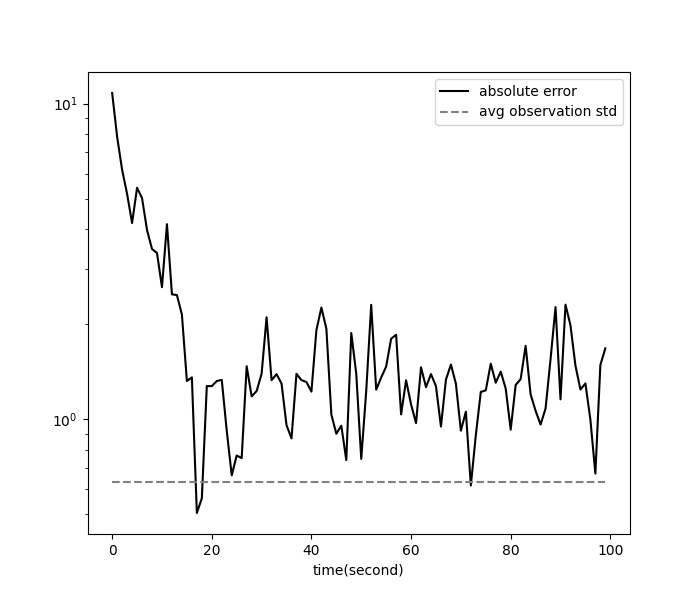 absolute error
avg observation std
10¹
10⁰
0 20 40 60 80 100
time(second)